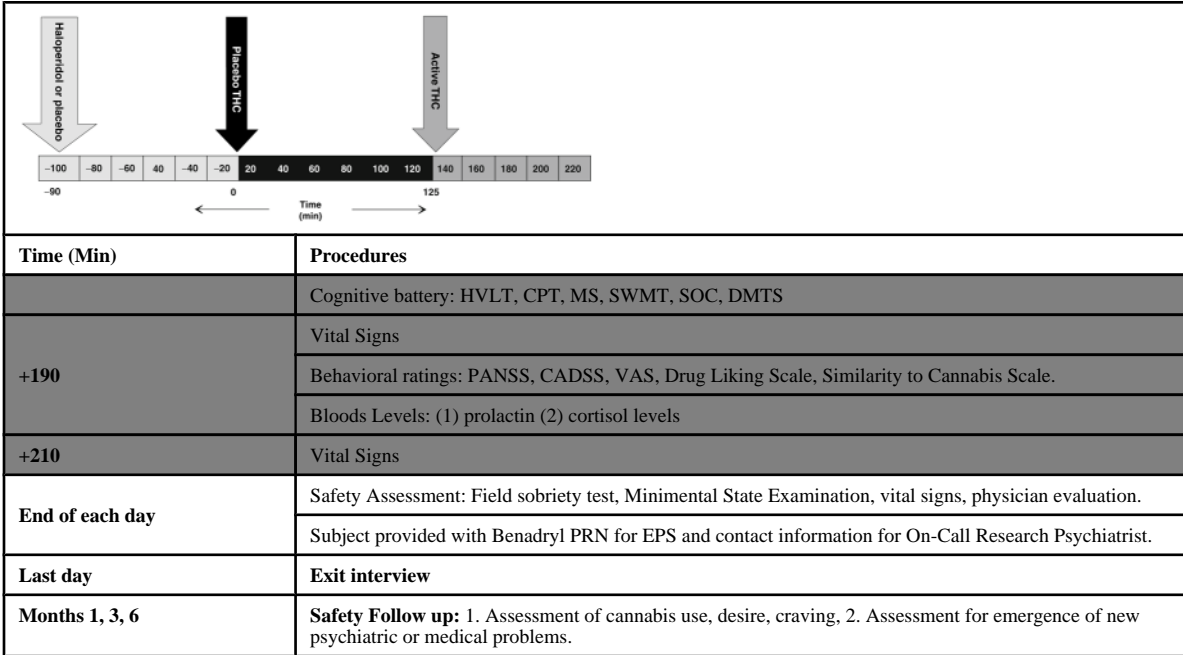 Haloperidol or placebo
Placebo THC
Active THC
−100 −80 −60 40 −40 −20 20 40 60 80 100 120 140 160 180 200 220
−90 0 125
Time
(min)
Time (Min) Procedures
Cognitive battery: HVLT, CPT, MS, SWMT, SOC, DMTS
Vital Signs
+190
Behavioral ratings: PANSS, CADSS, VAS, Drug Liking Scale, Similarity to Cannabis Scale.
Bloods Levels: (1) prolactin (2) cortisol levels
+210 Vital Signs
End of each day
Safety Assessment: Field sobriety test, Minimental State Examination, vital signs, physician evaluation.
Subject provided with Benadryl PRN for EPS and contact information for On-Call Research Psychiatrist.
Last day Exit interview
Months 1, 3, 6 Safety Follow up: 1. Assessment of cannabis use, desire, craving, 2. Assessment for emergence of new
psychiatric or medical problems.